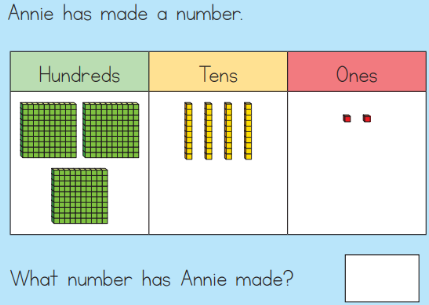 Annie has made a number.
Hundreds Tens Ones
What number has Annie made?